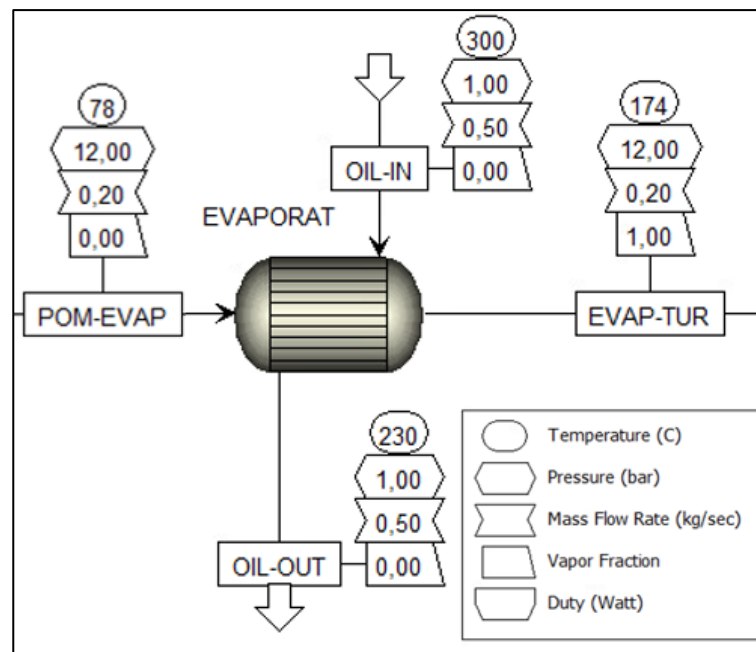 300
1,00
0,50
0,00
OIL-IN
78
12,00
0,20
0,00
POM-EVAP
EVAPORAT
174
12,00
0,20
1,00
EVAP-TUR
230
1,00
0,50
0,00
OIL-OUT
Temperature (C)
Pressure (bar)
Mass Flow Rate (kg/sec)
Vapor Fraction
Duty (Watt)